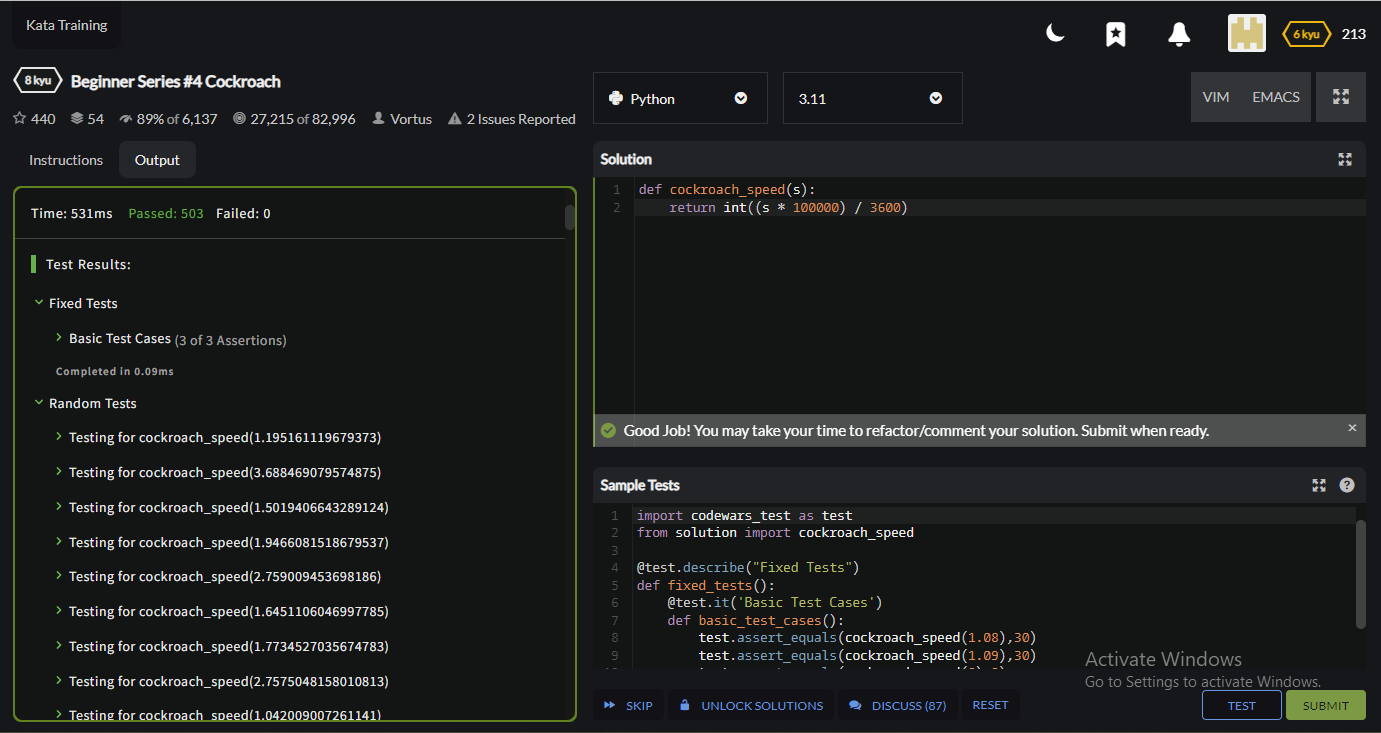 Kata Training
6 kyu 213
8 kyu Beginner Series #4 Cockroach
440 54 89% of 6,137 27,215 of 82,996 Vortus 2 Issues Reported
Instructions Output
Time: 531ms Passed: 503 Failed: 0
Test Results:
Fixed Tests
Basic Test Cases (3 of 3 Assertions)
Completed in 0.09ms
Random Tests
Testing for cockroach_speed(1.195161119679373)
Testing for cockroach_speed(3.688469079574875)
Testing for cockroach_speed(1.5019406643289124)
Testing for cockroach_speed(1.9466081518679537)
Testing for cockroach_speed(2.759009453698186)
Testing for cockroach_speed(1.6451106046997785)
Testing for cockroach_speed(1.7734527035674783)
Testing for cockroach_speed(2.7575048158010813)
Testing for cockroach_speed(1.042009007261141)
Python 3.11 VIM EMACS
Solution
1 def cockroach_speed(s):
2 return int((s * 100000) / 3600)
Good Job! You may take your time to refactor/comment your solution. Submit when ready.
Sample Tests
1 import codewars_test as test
2 from solution import cockroach_speed
3
4 @test.describe("Fixed Tests")
5 def fixed_tests():
6 @test.it('Basic Test Cases')
7 def basic_test_cases():
8 test.assert_equals(cockroach_speed(1.08),30)
9 test.assert_equals(cockroach_speed(1.09),30)
Activate Windows
Go to Settings to activate Windows.
SKIP UNLOCK SOLUTIONS DISCUSS (87) RESET TEST SUBMIT